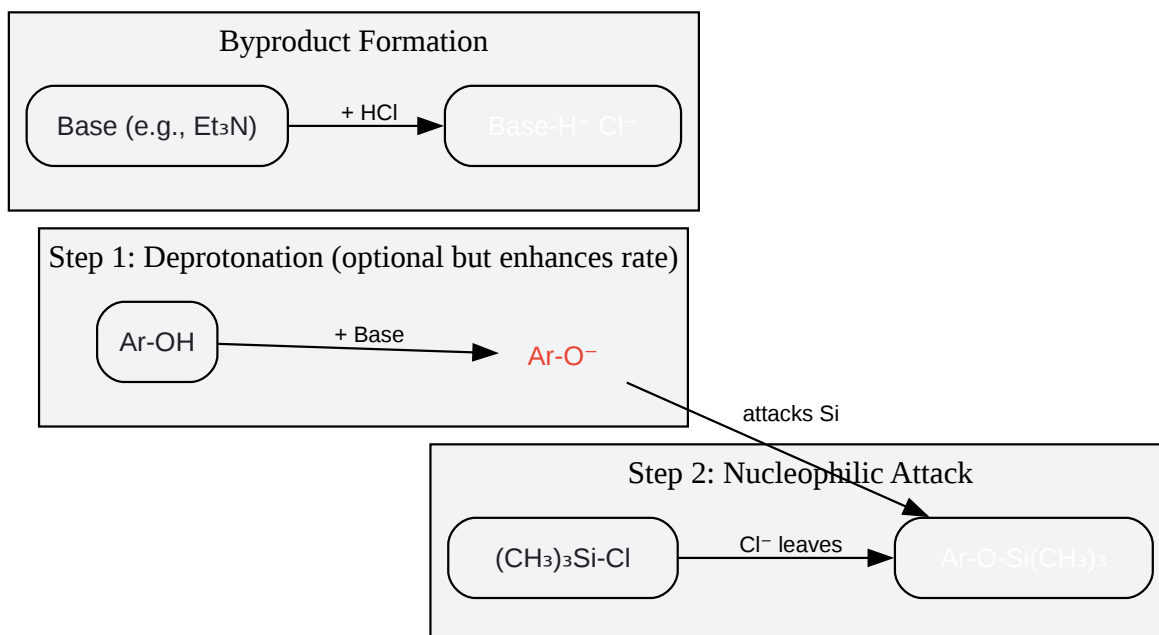 Byproduct Formation
Base (e.g., Et₃N)
+ HCl
Base-H⁺ Cl⁻
Step 1: Deprotonation (optional but enhances rate)
Ar-OH
+ Base
Ar-O⁻
attacks Si
Step 2: Nucleophilic Attack
(CH₃)₃Si-Cl
Cl⁻ leaves
Ar-O-Si(CH₃)₃